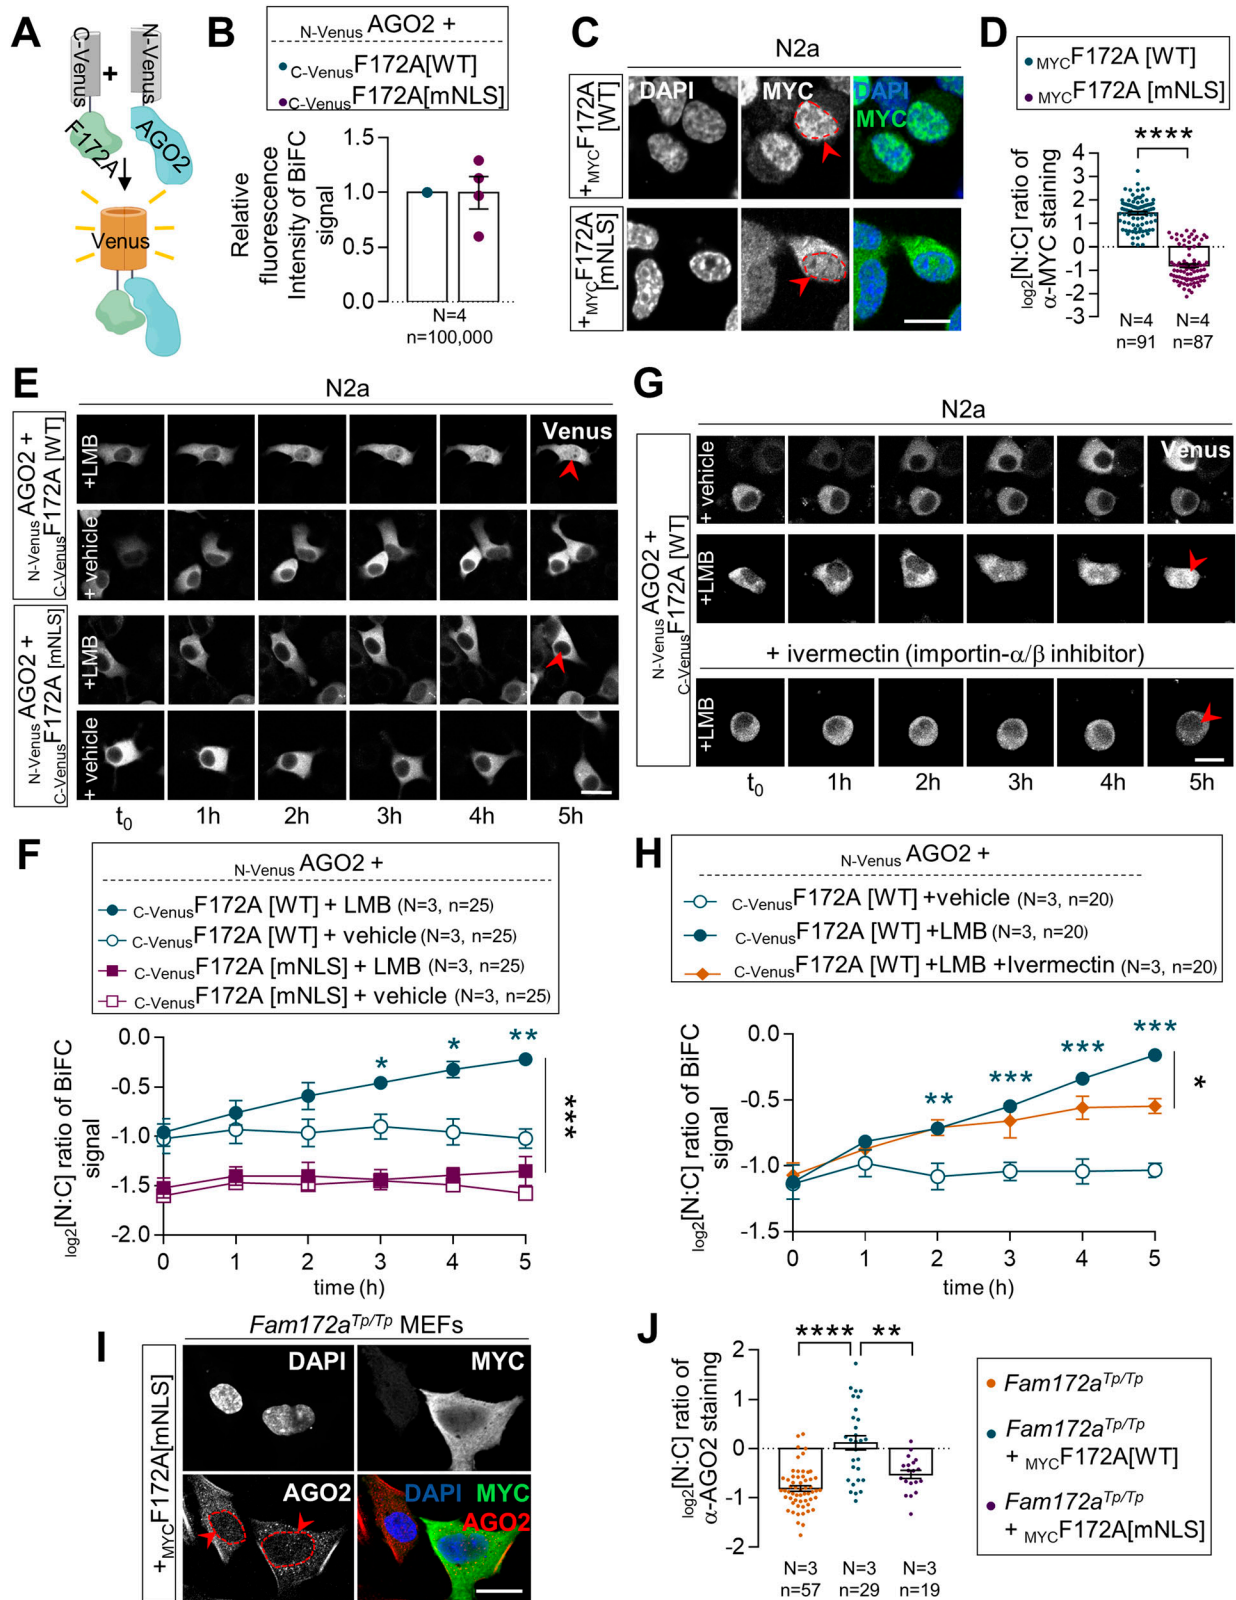 A
C-Venus
+
N-Venus
F172A
AGO2
Venus
B
N-Venus AGO2 +
C-Venus F172A[WT]
C-Venus F172A[mNLS]
Relative
fluorescence
Intensity of BiFC
signal
1.5
1.0
0.5
0.0
N=4
n=100,000
C
N2a
+MYC F172A
[WT]
+MYC F172A
[mNLS]
DAPI
MYC
DAPI
MYC
D
MYC F172A [WT]
MYC F172A [mNLS]
****
log2[N:C] ratio of
α-MYC staining
4
3
2
1
0
-1
-2
-3
N=4 N=4
n=91 n=87
E
N2a
N-Venus AGO2 +
C-Venus F172A [WT]
+LMB
Venus
+ vehicle
N-Venus AGO2 +
C-Venus F172A [mNLS]
+LMB
+ vehicle
t0 1h 2h 3h 4h 5h
G
N2a
N-Venus AGO2 +
C-Venus F172A [WT]
+ vehicle
Venus
+LMB
+ ivermectin (importin-α/β inhibitor)
+LMB
t0 1h 2h 3h 4h 5h
F
N-Venus AGO2 +
C-Venus F172A [WT] + LMB (N=3, n=25)
C-Venus F172A [WT] + vehicle (N=3, n=25)
C-Venus F172A [mNLS] + LMB (N=3, n=25)
C-Venus F172A [mNLS] + vehicle (N=3, n=25)
log2[N:C] ratio of BiFC
signal
0.0
-0.5
-1.0
-1.5
-2.0
* * **
***
0 1 2 3 4 5
time (h)
H
N-Venus AGO2 +
C-Venus F172A [WT] +vehicle (N=3, n=20)
C-Venus F172A [WT] +LMB (N=3, n=20)
C-Venus F172A [WT] +LMB +Ivermectin (N=3, n=20)
log2[N:C] ratio of BiFC
signal
0.0
-0.5
-1.0
-1.5
** *** *** ***
*
0 1 2 3 4 5
time (h)
I
Fam172aTp/Tp MEFs
+MYC F172A[mNLS]
DAPI
MYC
AGO2
DAPI MYC
AGO2
J
**** **
log2[N:C] ratio of
α-AGO2 staining
2
1
0
-1
-2
N=3 N=3 N=3
n=57 n=29 n=19
Fam172aTp/Tp
Fam172aTp/Tp
+ MYC F172A[WT]
Fam172aTp/Tp
+ MYC F172A[mNLS]